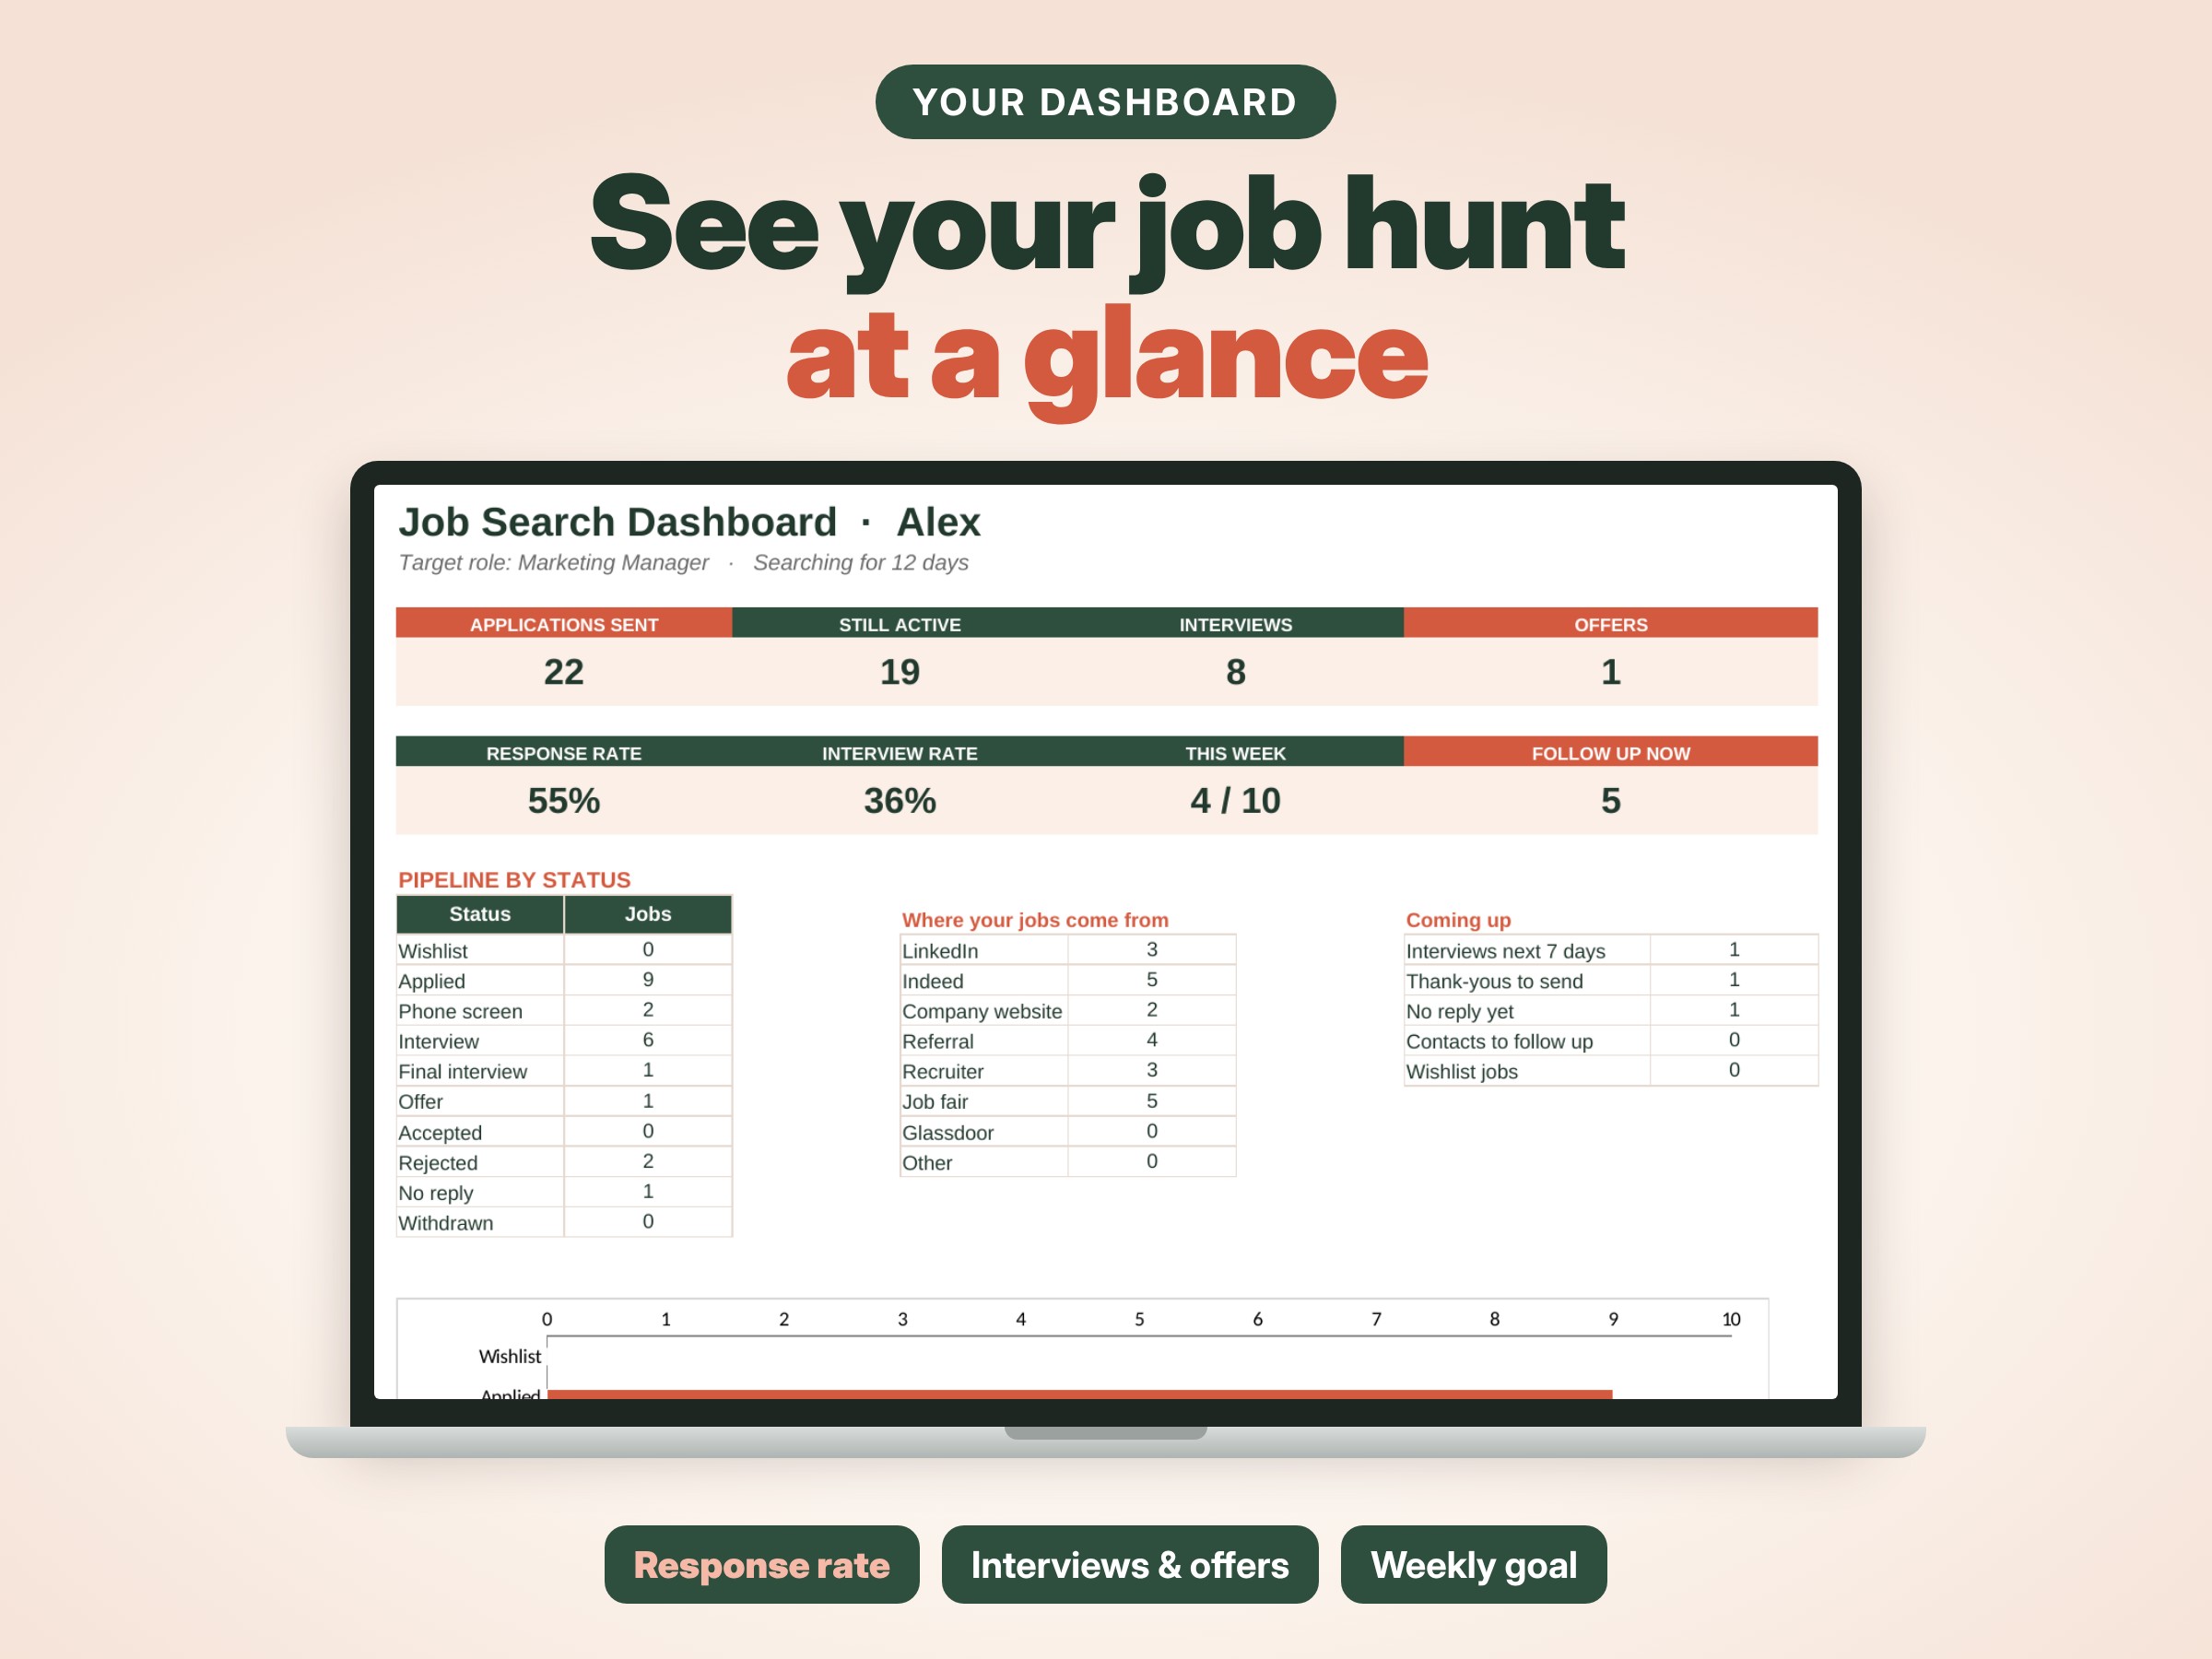 YOUR DASHBOARD
See your job hunt
at a glance
Job Search Dashboard · Alex
Target role: Marketing Manager · Searching for 12 days
APPLICATIONS SENT STILL ACTIVE INTERVIEWS OFFERS
22 19 8 1
RESPONSE RATE INTERVIEW RATE THIS WEEK FOLLOW UP NOW
55% 36% 4 / 10 5
PIPELINE BY STATUS
Status Jobs
Wishlist 0
Applied 9
Phone screen 2
Interview 6
Final interview 1
Offer 1
Accepted 0
Rejected 2
No reply 1
Withdrawn 0
Where your jobs come from
LinkedIn 3
Indeed 5
Company website 2
Referral 4
Recruiter 3
Job fair 5
Glassdoor 0
Other 0
Coming up
Interviews next 7 days 1
Thank-yous to send 1
No reply yet 1
Contacts to follow up 0
Wishlist jobs 0
0 1 2 3 4 5 6 7 8 9 10
Wishlist
Applied
Response rate
Interviews & offers
Weekly goal